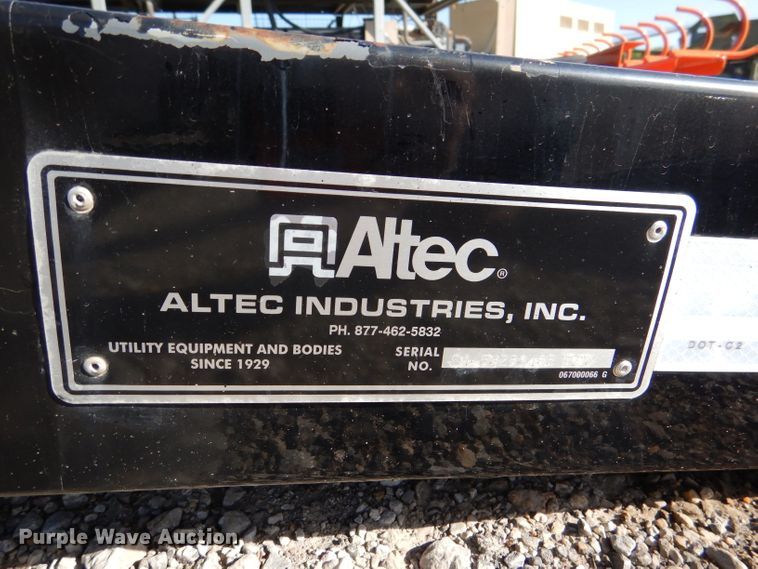 Altec®
ALTEC INDUSTRIES, INC.
PH. 877-462-5832
UTILITY EQUIPMENT AND BODIES
SINCE 1929
SERIAL
NO.
067000066 G
DOT-C2
Purple Wave Auction